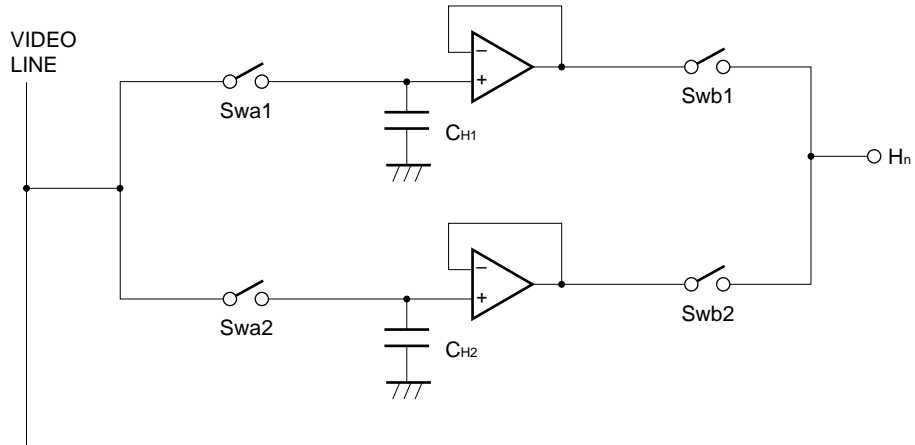 VIDEO
LINE
Swa1
CH1
Swb1
Hn
Swa2
CH2
Swb2
−
+
−
+